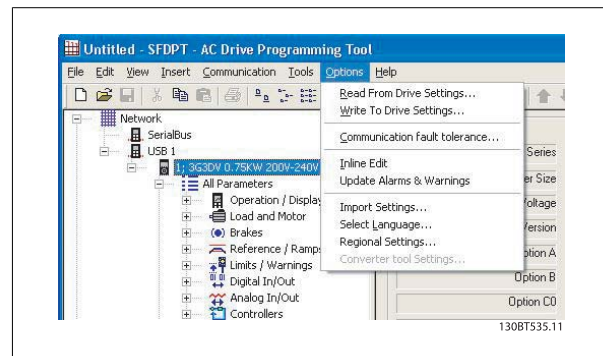 Untitled - SFDPT - AC Drive Programming Tool
File Edit View Insert Communication Tools Options Help
Read From Drive Settings...
Write To Drive Settings...
Communication fault tolerance...
Inline Edit
Update Alarms & Warnings
Import Settings...
Select Language...
Regional Settings...
Converter tool Settings...
Network
SerialBus
USB 1
1; 3G3DV 0.75KW 200V-240V
All Parameters
Operation / Display
Load and Motor
Brakes
Reference / Ramps
Limits / Warnings
Digital In/Out
Analog In/Out
Controllers
Series
er Size
Voltage
Version
Option A
Option B
Option C0
130BT535.11